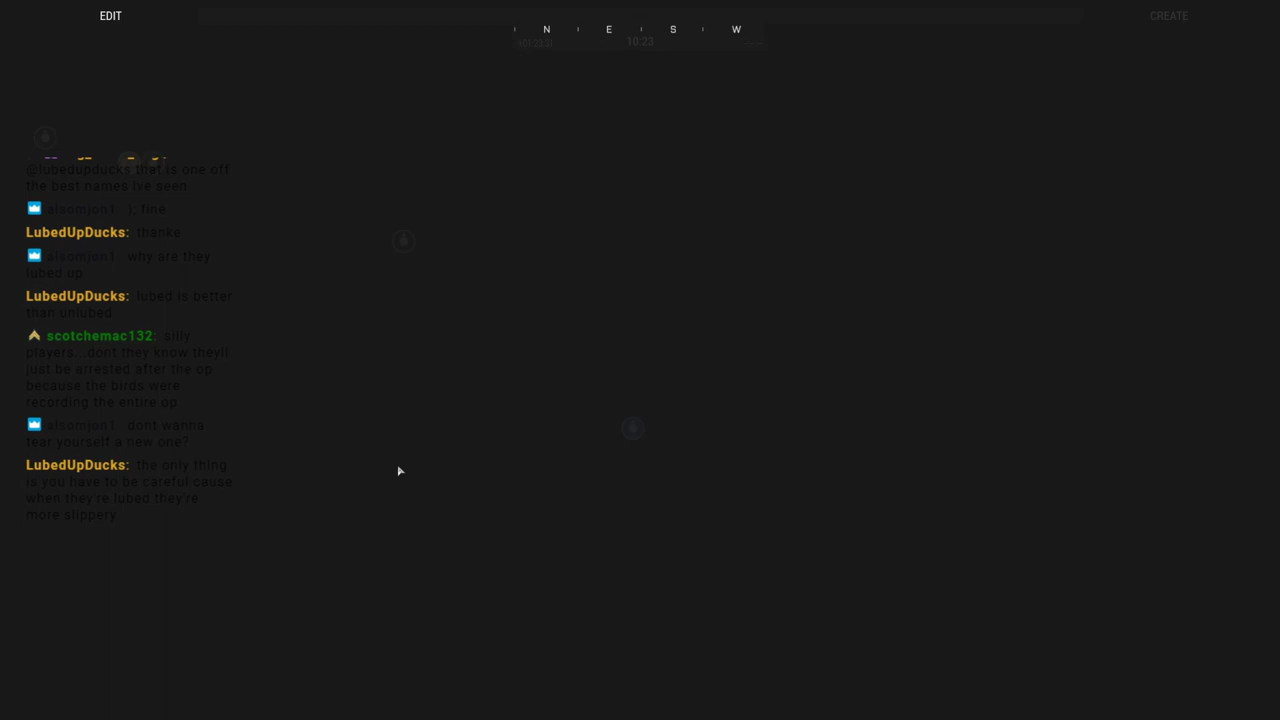 EDIT
CREATE
N E S W
+01:23:31
10:23
@lubedupducks that is one off
the best names ive seen
alsomjon1 ): fine
LubedUpDucks: thanke
alsomjon1 why are they
lubed up
LubedUpDucks: lubed is better
than unlubed
scotchemac132: silly
players...dont they know theyll
just be arrested after the op
because the birds were
recording the entire op
alsomjon1 dont wanna
tear yourself a new one?
LubedUpDucks: the only thing
is you have to be careful cause
when they're lubed they're
more slippery